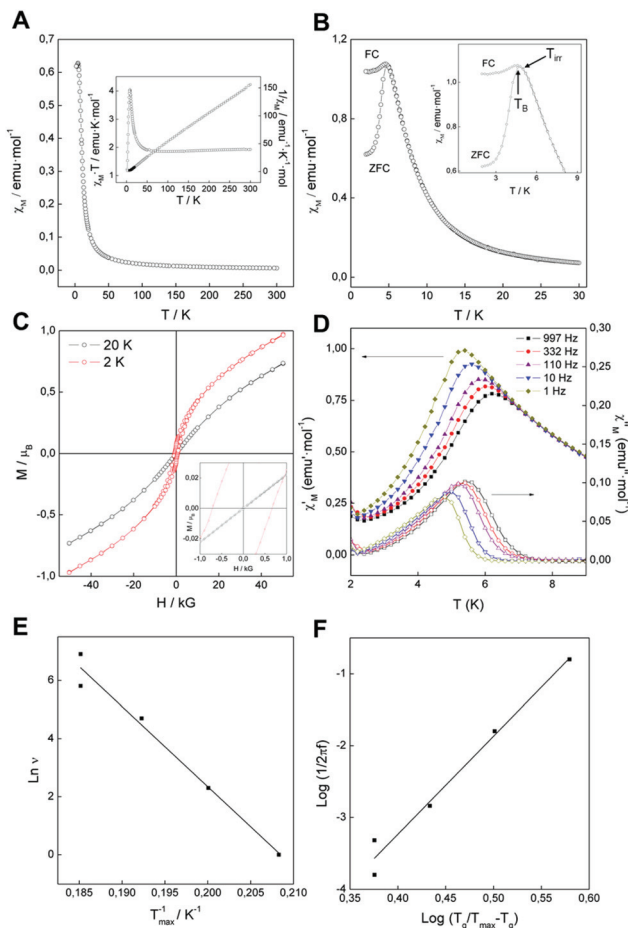 A
χM / emu·mol-1
0,7
0,6
0,5
0,4
0,3
0,2
0,1
0,0
0 50 100 150 200 250 300
T / K
χM·T / emu·K·mol-1
4
3
2
1
0 50 100 150 200 250 300
T / K
150
100
50
0
1/χM / emu-1·K-1·mol
B
χM / emu·mol-1
1,2
0,8
0,4
0,0
0 5 10 15 20 25 30
T / K
FC
ZFC
χM / emu·mol-1
1,0
0,8
0,6
3 6 8
T / K
FC
ZFC
Tirr
TB
C
M / μB
1,0
0,5
0,0
-0,5
-1,0
-40 -20 0 20 40
H / kG
20 K
2 K
M / μB
0,02
0,00
-0,02
-1,0 -0,5 0,0 0,5 1,0
H / kG
D
χ'M (emu'·mol-1)
1,00
0,75
0,50
0,25
0,00
2 4 6 8
T (K)
997 Hz
332 Hz
110 Hz
10 Hz
1 Hz
0,30
0,25
0,20
0,15
0,10
0,05
0,00
χ''M (emu''·mol-1)
E
Ln ν
6
4
2
0
0,185 0,190 0,195 0,200 0,205 0,210
T-1max / K-1
F
Log (1/2πf)
-1
-2
-3
-4
0,35 0,40 0,45 0,50 0,55 0,60
Log (Tg/Tmax-Tg)